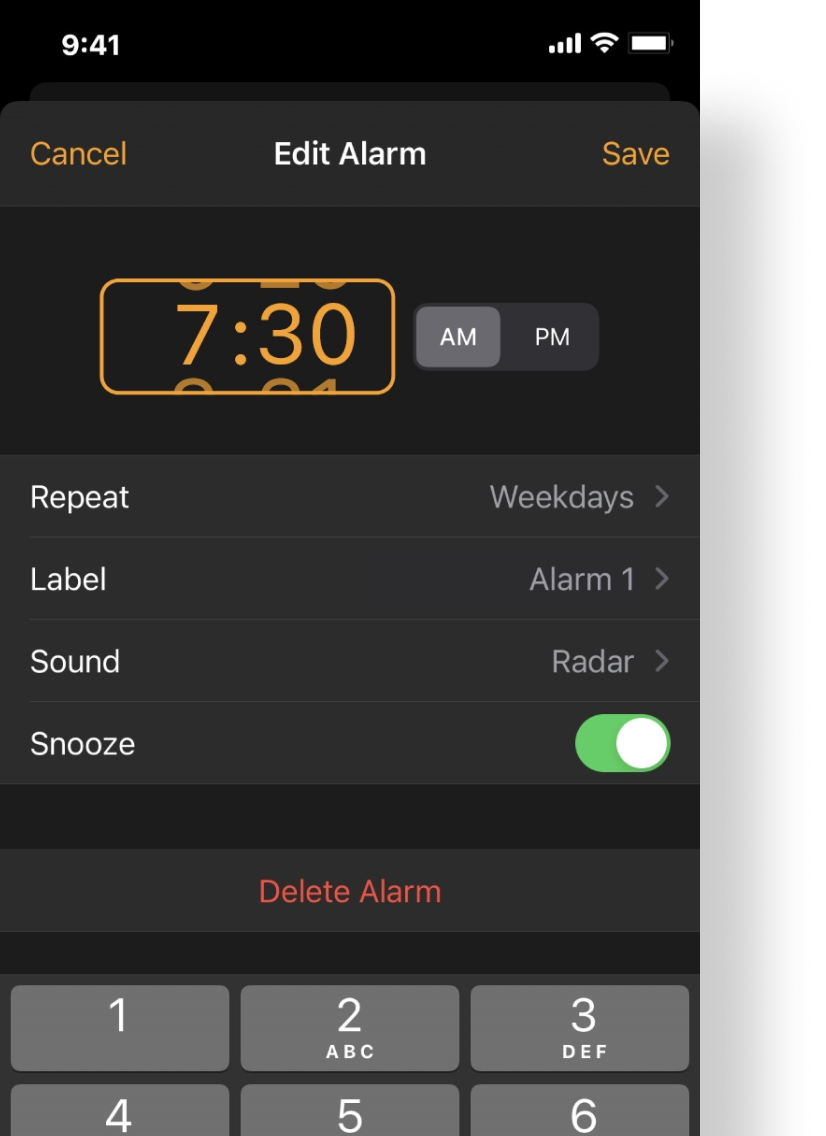 9:41
Cancel Edit Alarm Save
7:30 AM PM
Repeat Weekdays
Label Alarm 1
Sound Radar
Snooze
Delete Alarm
1 2 3
ABC DEF
4 5 6